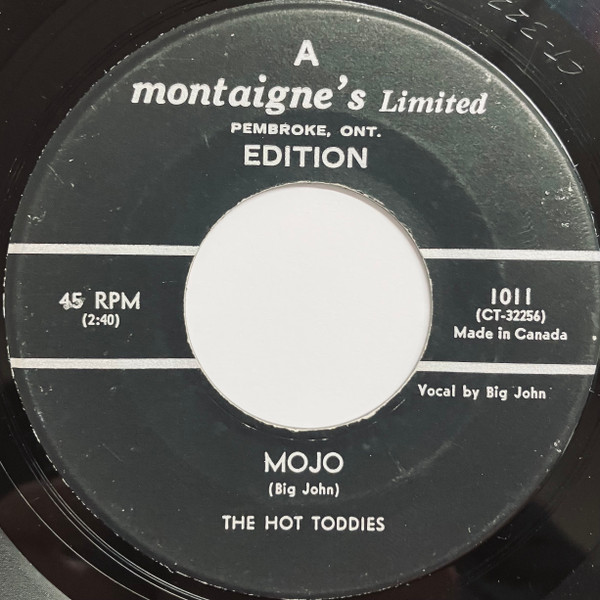 A
montaigne's Limited
PEMBROKE, ONT.
EDITION
45 RPM
(2:40)
1011
(CT-32256)
Made in Canada
Vocal by Big John
MOJO
(Big John)
THE HOT TODDIES